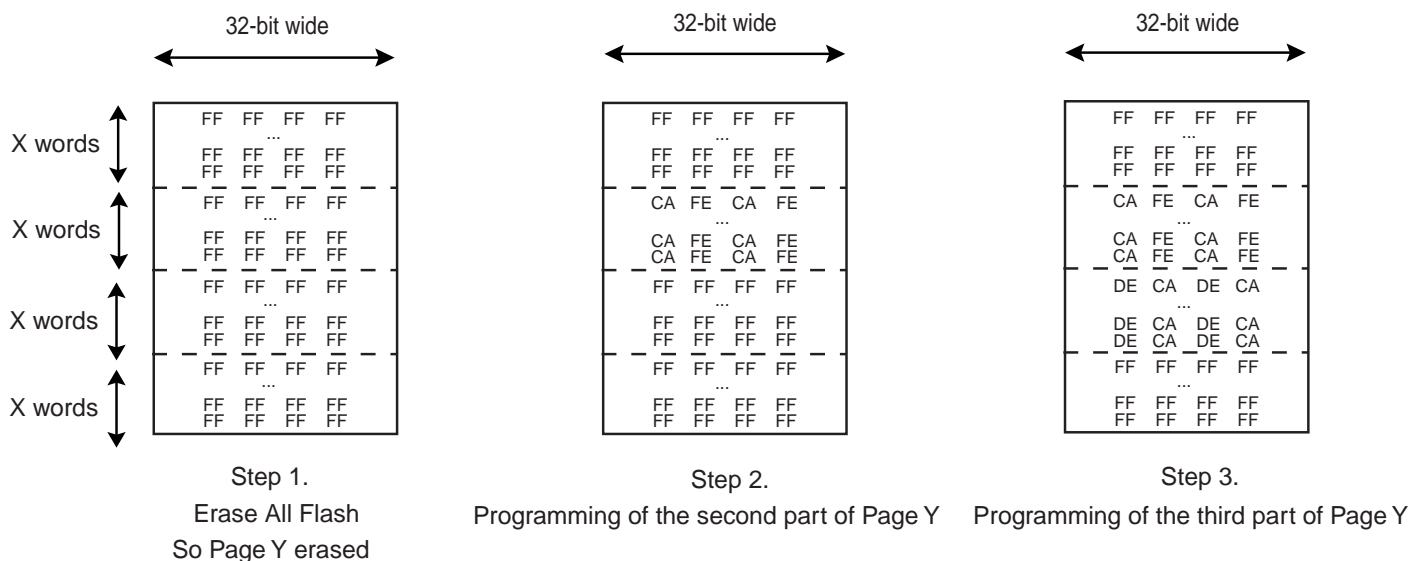 32-bit wide
32-bit wide
32-bit wide
X words
X words
X words
X words
FF FF FF FF
...
FF FF FF FF
FF FF FF FF
FF FF FF FF
...
FF FF FF FF
FF FF FF FF
FF FF FF FF
...
FF FF FF FF
FF FF FF FF
FF FF FF FF
...
FF FF FF FF
FF FF FF FF
Step 1.
Erase All Flash
So Page Y erased
FF FF FF FF
...
FF FF FF FF
FF FF FF FF
CA FE CA FE
...
CA FE CA FE
CA FE CA FE
FF FF FF FF
...
FF FF FF FF
FF FF FF FF
FF FF FF FF
...
FF FF FF FF
FF FF FF FF
Step 2.
Programming of the second part of Page Y
FF FF FF FF
...
FF FF FF FF
FF FF FF FF
CA FE CA FE
...
CA FE CA FE
CA FE CA FE
DE CA DE CA
...
DE CA DE CA
DE CA DE CA
FF FF FF FF
...
FF FF FF FF
FF FF FF FF
Step 3.
Programming of the third part of Page Y